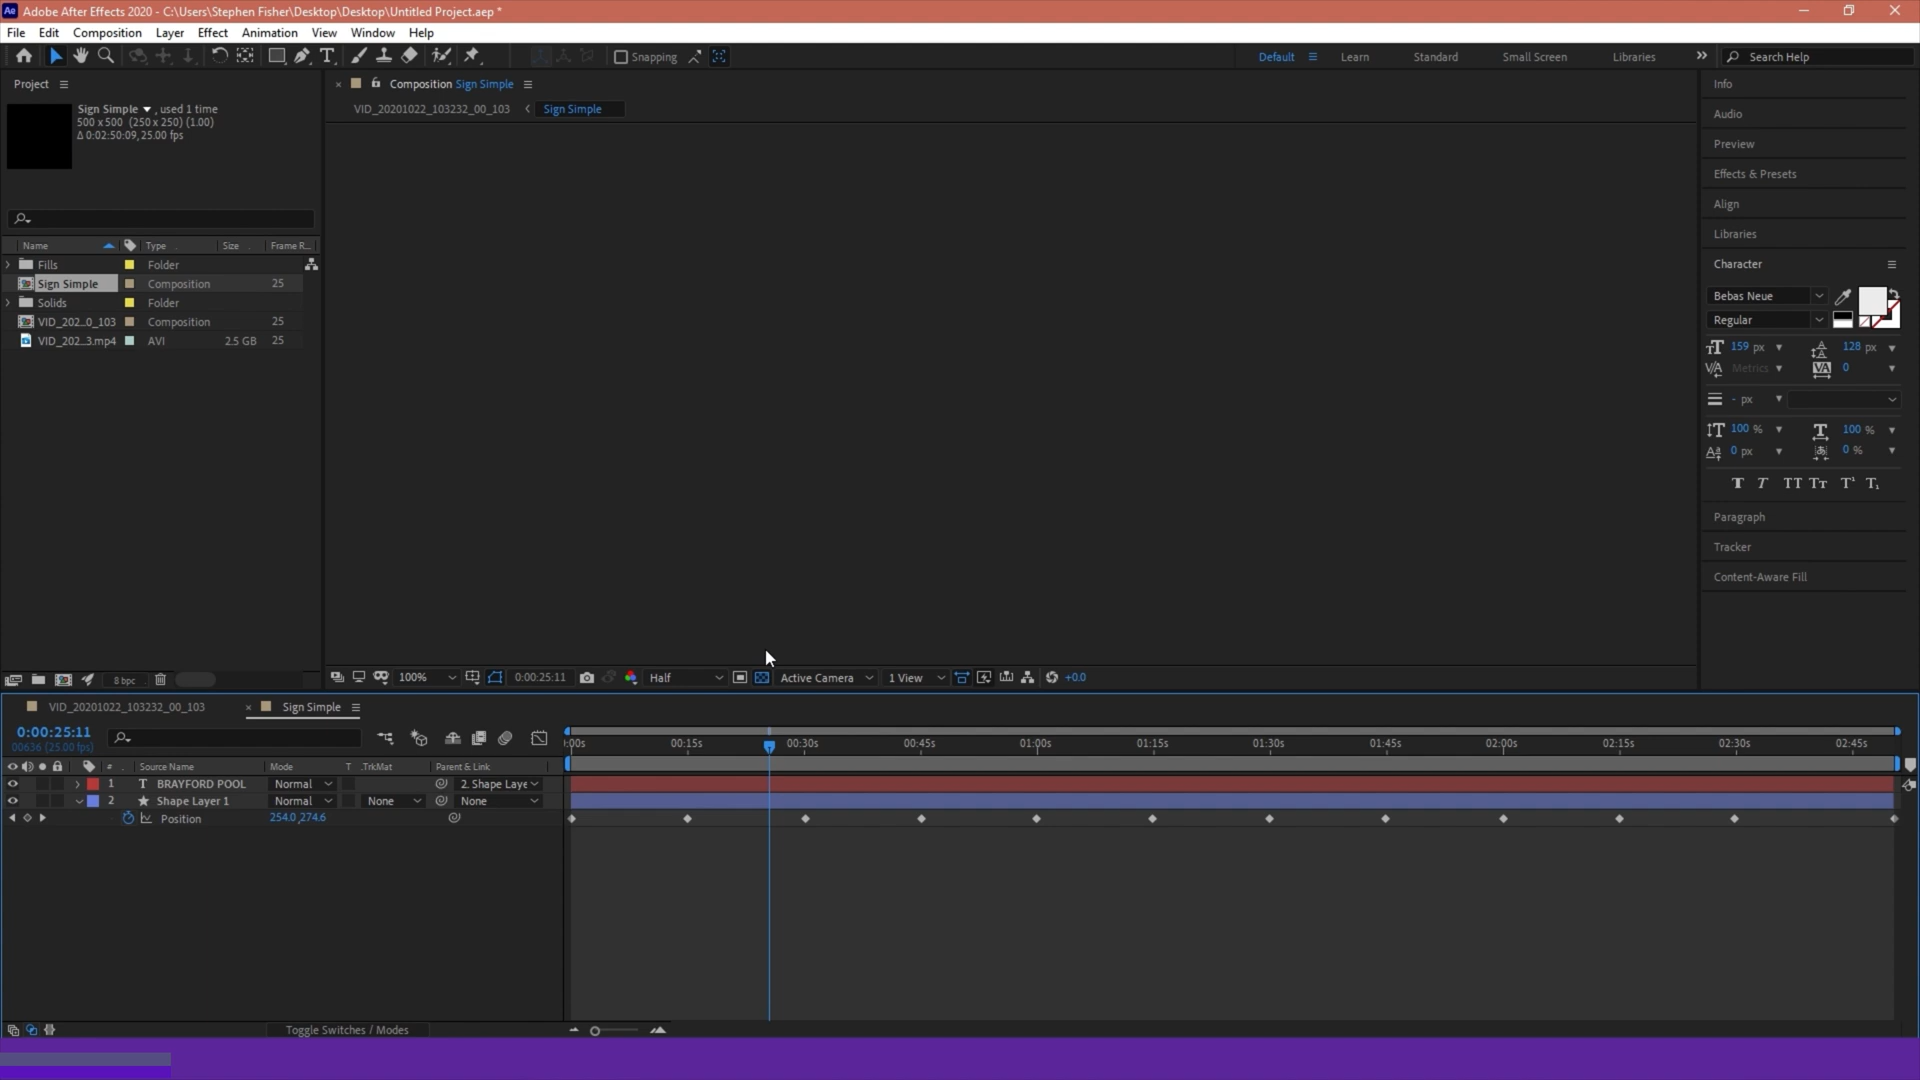 Ae Adobe After Effects 2020 - C:\Users\Stephen Fisher\Desktop\Desktop\Untitled Project.aep *
File Edit Composition Layer Effect Animation View Window Help
Snapping Default Learn Standard Small Screen Libraries Search Help
Project
Sign Simple , used 1 time
500 x 500 (250 x 250) (1.00)
Δ 0:02:50:09, 25.00 fps
Name Type Size Frame R...
Fills Folder
Sign Simple Composition 25
Solids Folder
VID_202...0_103 Composition 25
VID_202...3.mp4 AVI 2.5 GB 25
8 bpc
Composition Sign Simple
VID_20201022_103232_00_103 Sign Simple
100% 0:00:25:11 Half Active Camera 1 View +0.0
Info
Audio
Preview
Effects & Presets
Align
Libraries
Character
Bebas Neue
Regular
159 px 128 px
Metrics 0
- px
100 % 100 %
0 px 0 %
T T TT Tt T¹ T₁
Paragraph
Tracker
Content-Aware Fill
VID_20201022_103232_00_103 Sign Simple
0:00:25:11
00636 (25.00 fps)
:00s 00:15s 00:30s 00:45s 01:00s 01:15s 01:30s 01:45s 02:00s 02:15s 02:30s 02:45s
# Source Name Mode T .TrkMat Parent & Link
1 T BRAYFORD POOL Normal 2. Shape Laye
2 Shape Layer 1 Normal None None
Position 254.0,274.6
Toggle Switches / Modes